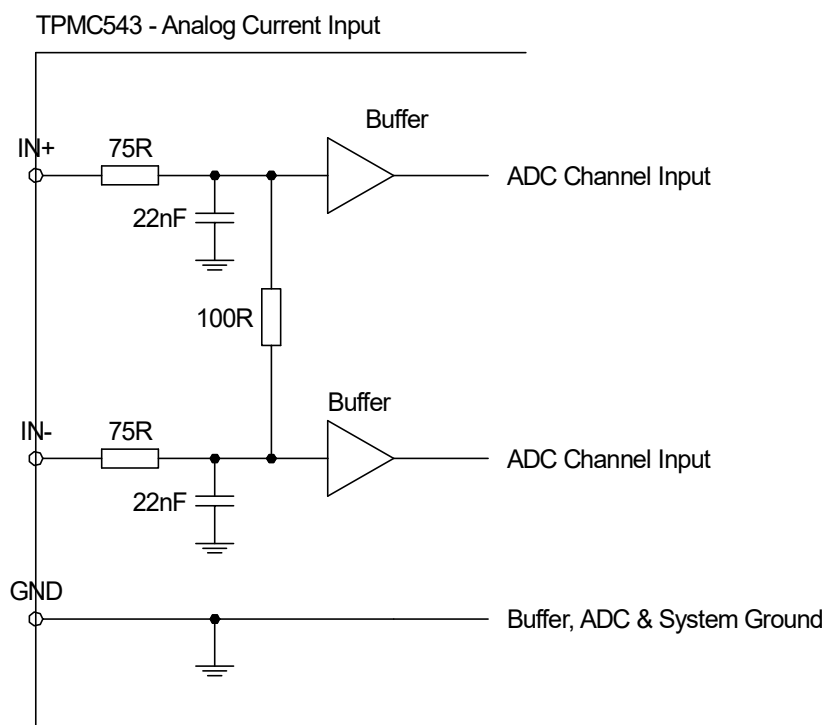 TPMC543 - Analog Current Input
Buffer
IN+
75R
ADC Channel Input
22nF
100R
Buffer
IN-
75R
ADC Channel Input
22nF
GND
Buffer, ADC & System Ground